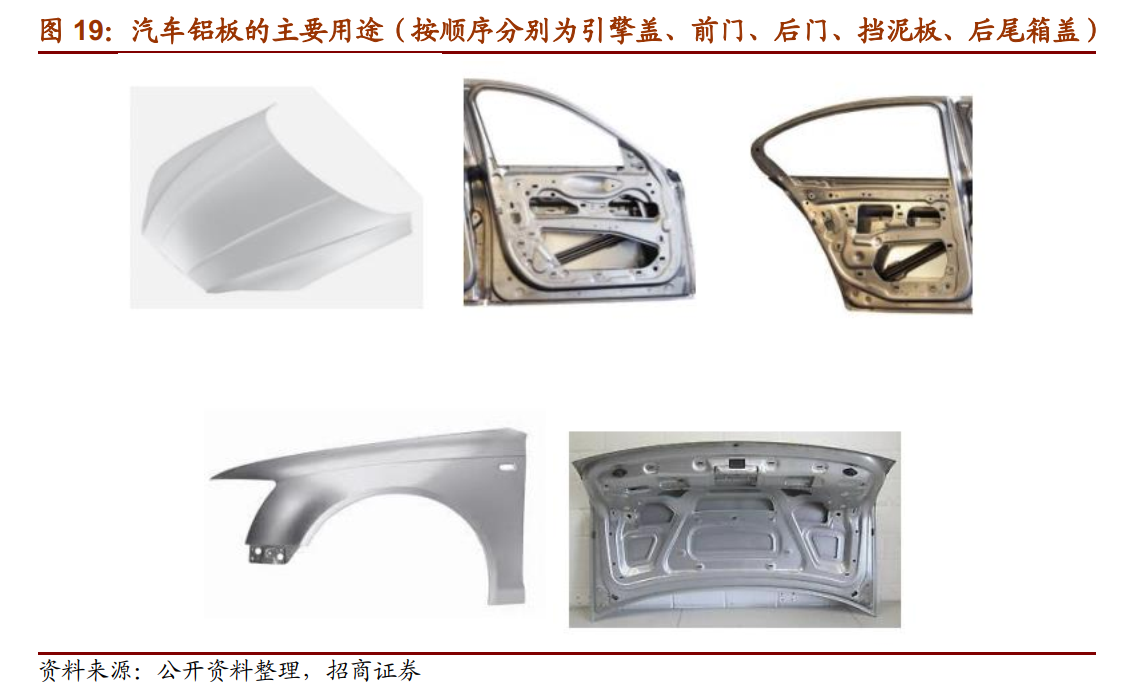 图 19：汽车铝板的主要用途（按顺序分别为引擎盖、前门、后门、挡泥板、后尾箱盖）
资料来源：公开资料整理，招商证券